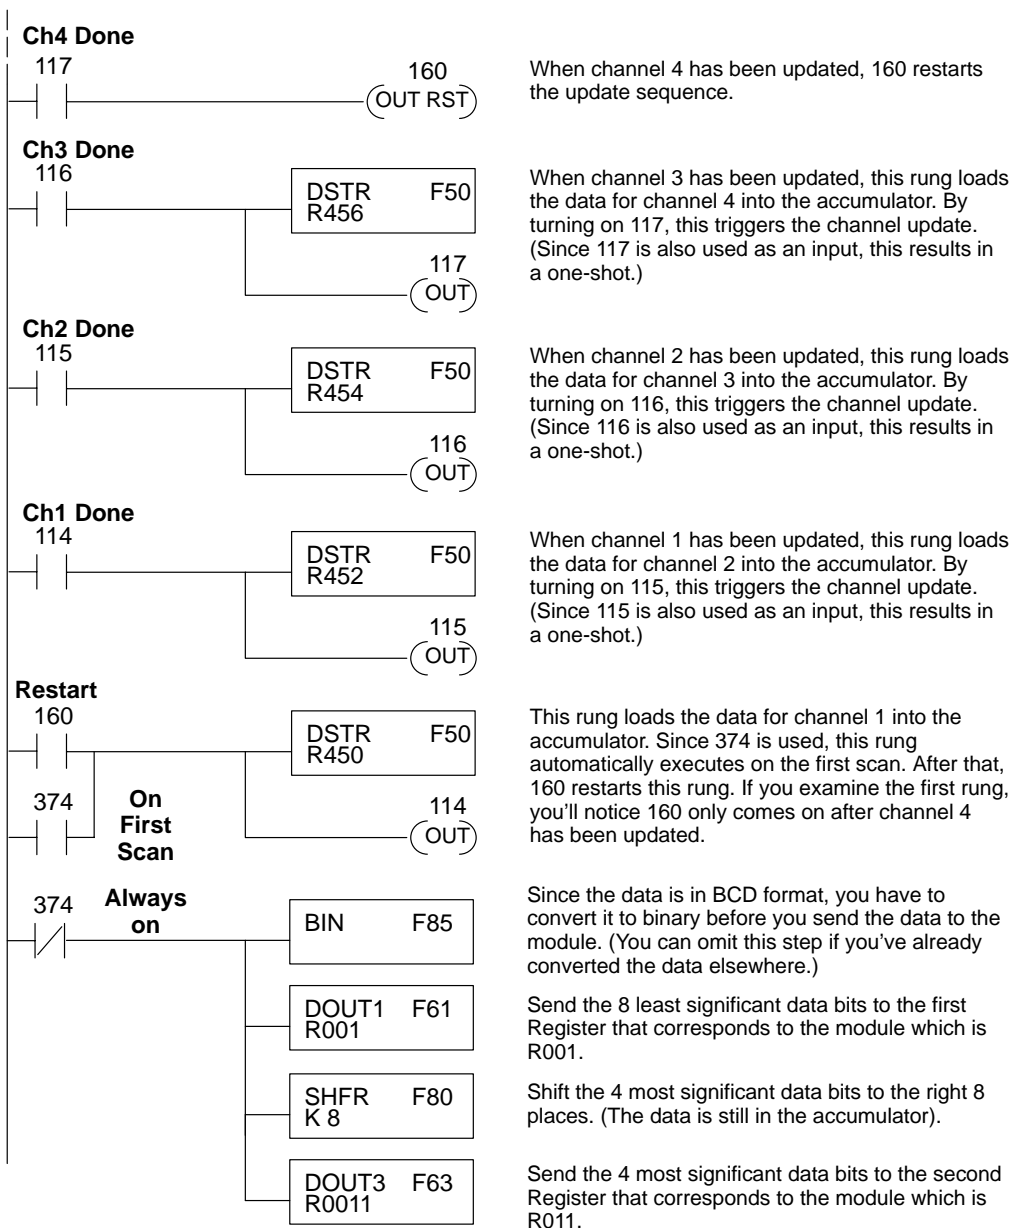 Ch4 Done
117
160
OUT RST
When channel 4 has been updated, 160 restarts
the update sequence.
Ch3 Done
116
DSTR F50
R456
117
OUT
When channel 3 has been updated, this rung loads
the data for channel 4 into the accumulator. By
turning on 117, this triggers the channel update.
(Since 117 is also used as an input, this results in
a one-shot.)
Ch2 Done
115
DSTR F50
R454
116
OUT
When channel 2 has been updated, this rung loads
the data for channel 3 into the accumulator. By
turning on 116, this triggers the channel update.
(Since 116 is also used as an input, this results in
a one-shot.)
Ch1 Done
114
DSTR F50
R452
115
OUT
When channel 1 has been updated, this rung loads
the data for channel 2 into the accumulator. By
turning on 115, this triggers the channel update.
(Since 115 is also used as an input, this results in
a one-shot.)
Restart
160
374
On
First
Scan
DSTR F50
R450
114
OUT
This rung loads the data for channel 1 into the
accumulator. Since 374 is used, this rung
automatically executes on the first scan. After that,
160 restarts this rung. If you examine the first rung,
you'll notice 160 only comes on after channel 4
has been updated.
374
Always
on
BIN F85
Since the data is in BCD format, you have to
convert it to binary before you send the data to the
module. (You can omit this step if you've already
converted the data elsewhere.)
DOUT1 F61
R001
Send the 8 least significant data bits to the first
Register that corresponds to the module which is
R001.
SHFR F80
K 8
Shift the 4 most significant data bits to the right 8
places. (The data is still in the accumulator).
DOUT3 F63
R0011
Send the 4 most significant data bits to the second
Register that corresponds to the module which is
R011.